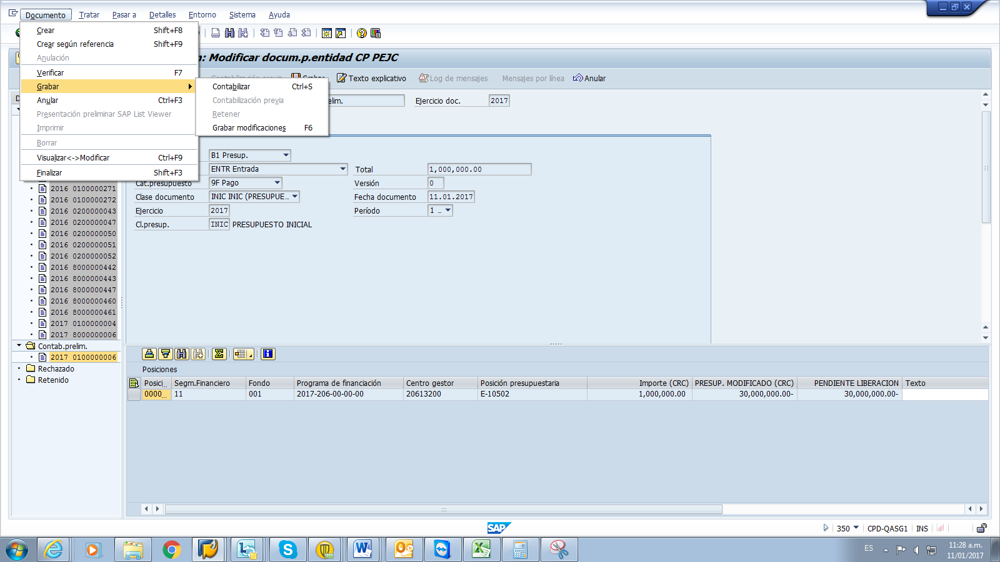 Documento Tratar Pasar a Detalles Entorno Sistema Ayuda
Crear Shift+F8
Crear según referencia Shift+F9
Anulación
Verificar F7
Grabar
Anular Ctrl+F3
Presentación preliminar SAP List Viewer
Imprimir
Borrar
Visualizar<->Modificar Ctrl+F9
Finalizar Shift+F3
Contabilizar Ctrl+S
Contabilización previa
Retener
Grabar modificaciones F6
: Modificar docum.p.entidad CP PEJC
Texto explicativo Log de mensajes Mensajes por línea Anular
elim. Ejercicio doc. 2017
B1 Presup.
ENTR Entrada Total 1,000,000.00
Cat.presupuesto 9F Pago Versión 0
Clase documento INIC INIC (PRESUPUE... Fecha documento 11.01.2017
Ejercicio 2017 Período 1 ...
Cl.presup. INIC PRESUPUESTO INICIAL
2016 0100000271
2016 0100000272
2016 0200000043
2016 0200000047
2016 0200000050
2016 0200000051
2016 0200000052
2016 8000000442
2016 8000000443
2016 8000000447
2016 8000000460
2016 8000000461
2017 0100000004
2017 8000000006
Contab.prelim.
2017 0100000006
Rechazado
Retenido
Posiciones
Posici... Segm.Financiero Fondo Programa de financiación Centro gestor Posición presupuestaria Importe (CRC) PRESUP. MODIFICADO (CRC) PENDIENTE LIBERACION Texto
0000... 11 001 2017-206-00-00-00 20613200 E-10502 1,000,000.00 30,000,000.00- 30,000,000.00-
SAP
350 CPD-QASG1 INS
ES
11:28 a.m.
11/01/2017